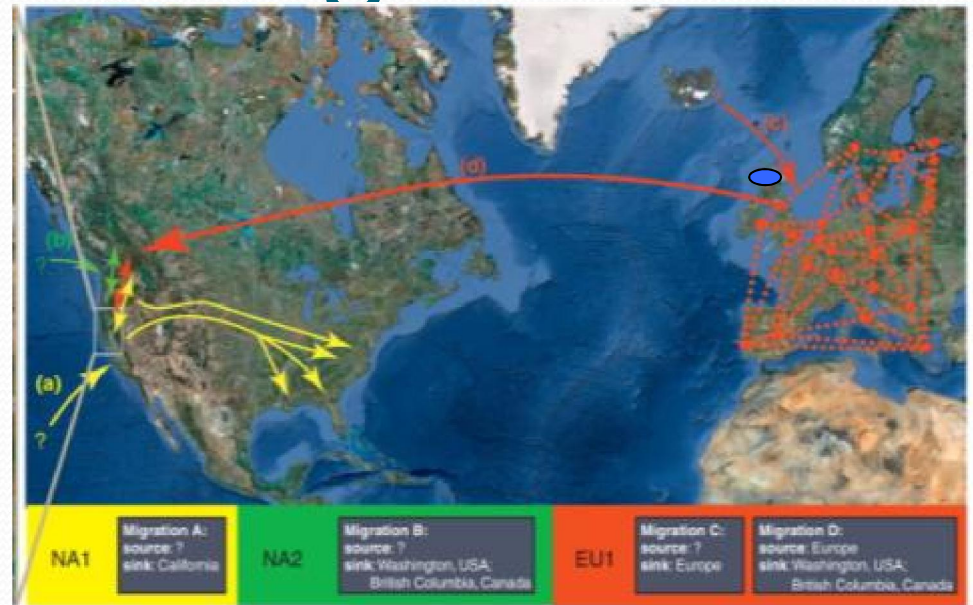 (c)
(d)
(b)
?
(a)
?
NA1
Migration A:
source: ?
sink: California
NA2
Migration B:
source: ?
sink: Washington, USA;
British Columbia, Canada
EU1
Migration C:
source: ?
sink: Europe
Migration D:
source: Europe
sink: Washington, USA;
British Columbia, Canada